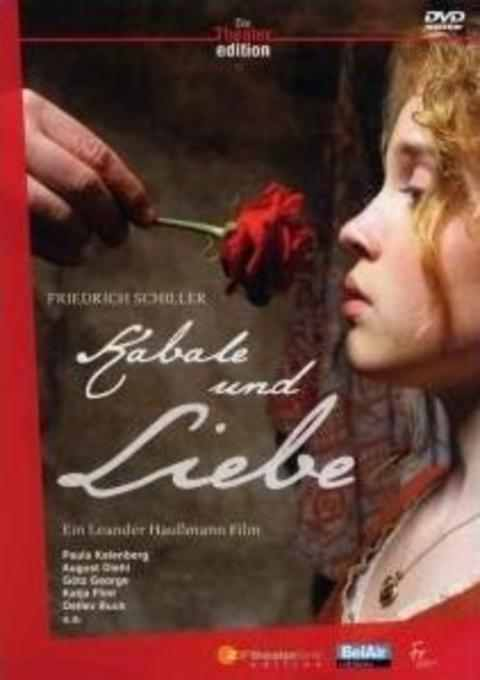 Die
Theater
edition
DVD
FRIEDRICH SCHILLER
Kabale
und
Liebe
Ein Leander Haußmann Film
Paula Kalenberg
August Diehl
Götz George
Katja Flint
Detlev Buck
u.a.
BelAir